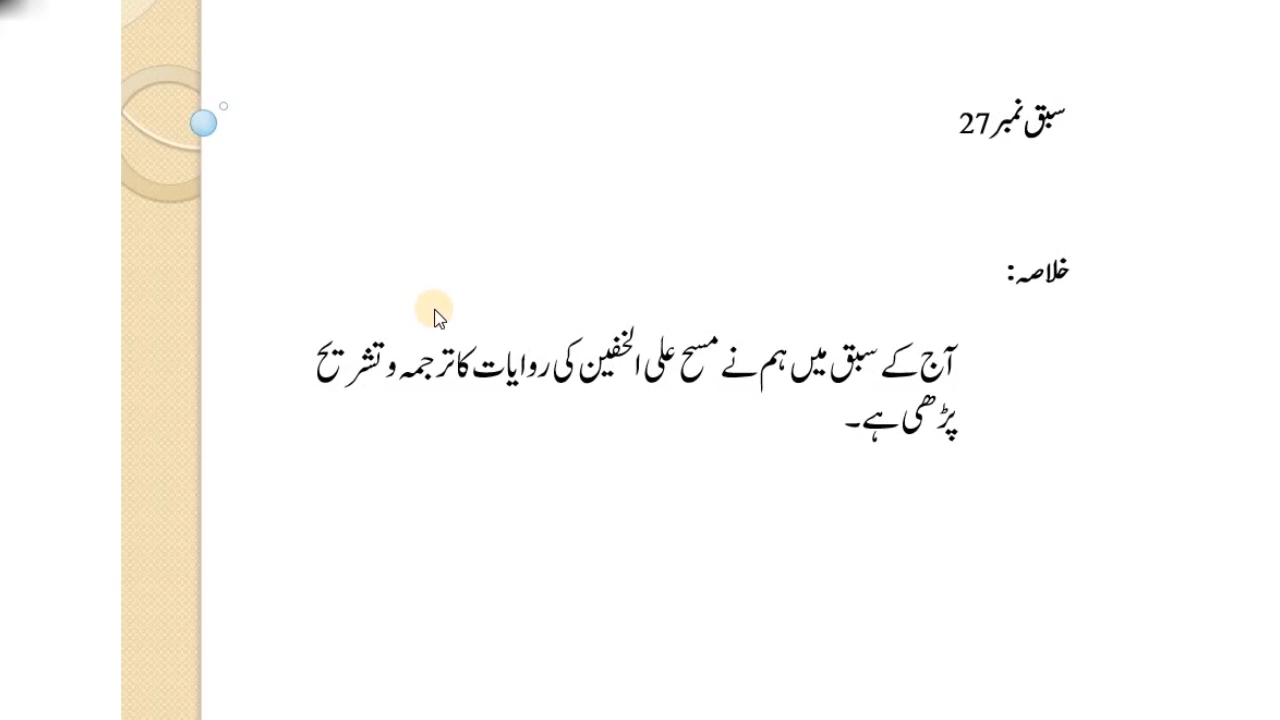 سبق نمبر 27
خلاصہ:
آج کے سبق میں ہم نے مسح علی الخفین کی روایات کا ترجمہ و تشریح
پڑھی ہے۔